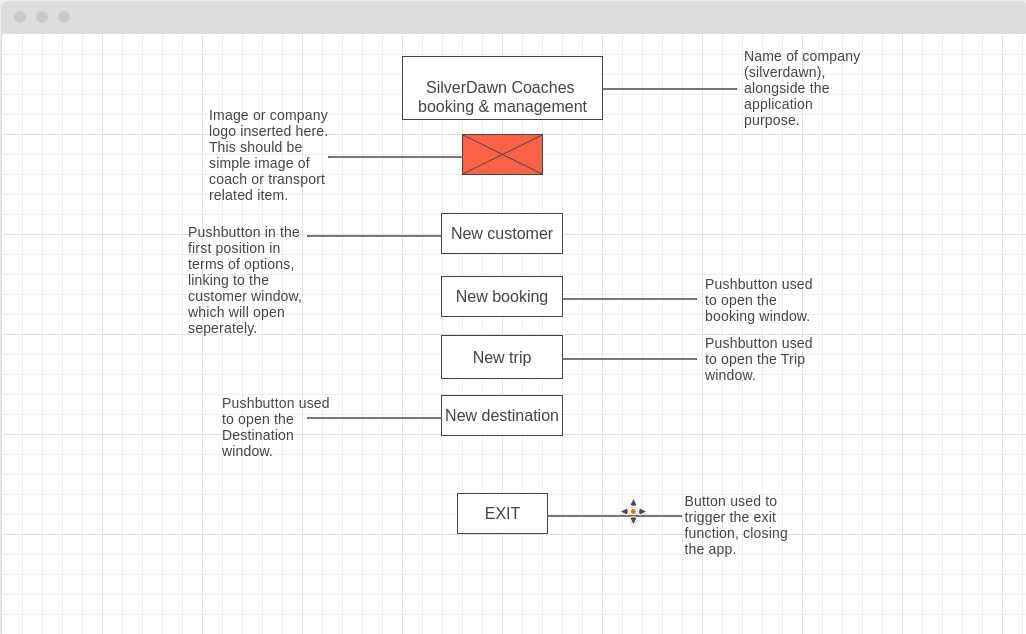 SilverDawn Coaches
booking & management
Name of company
(silverdawn),
alongside the
application
purpose.
Image or company
logo inserted here.
This should be
simple image of
coach or transport
related item.
Pushbutton in the
first position in
terms of options,
linking to the
customer window,
which will open
seperately.
New customer
New booking
Pushbutton used
to open the
booking window.
New trip
Pushbutton used
to open the Trip
window.
Pushbutton used
to open the
Destination
window.
New destination
EXIT
Button used to
trigger the exit
function, closing
the app.